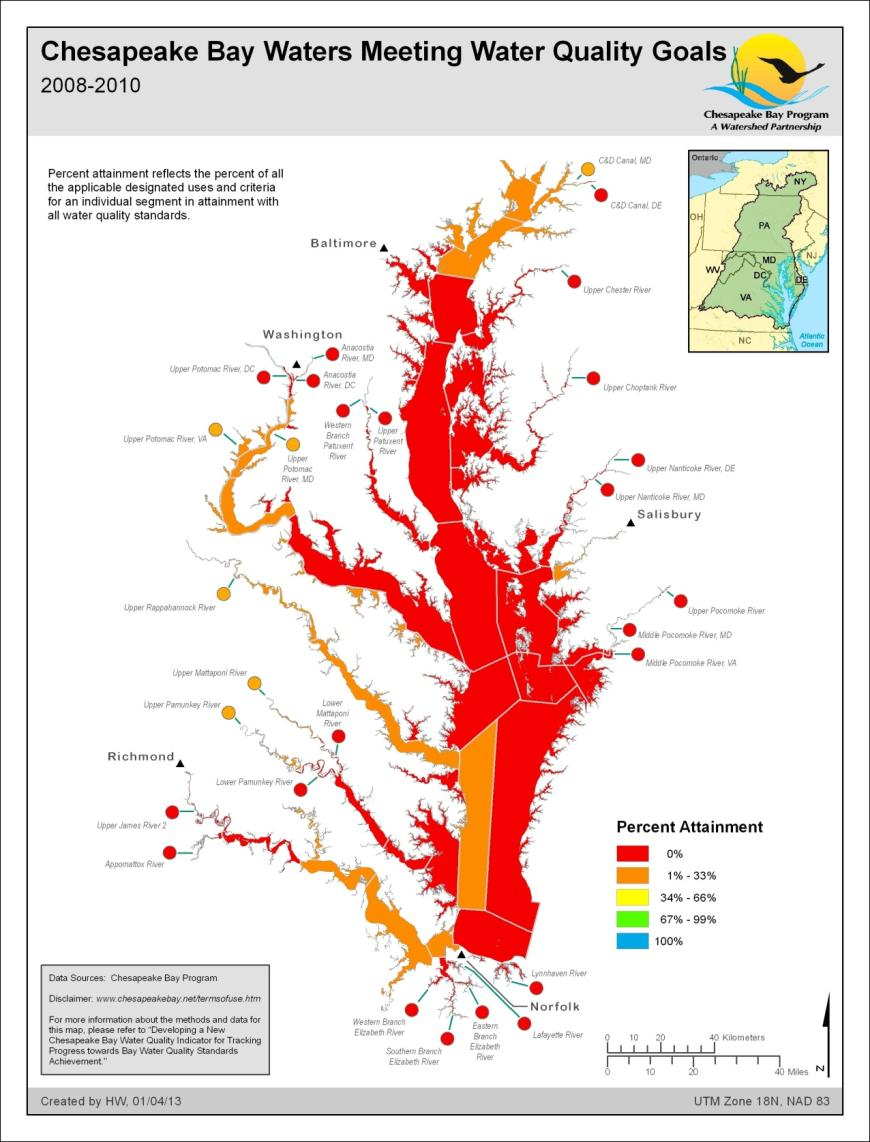 Chesapeake Bay Waters Meeting Water Quality Goals
2008-2010
Chesapeake Bay Program
A Watershed Partnership
Percent attainment reflects the percent of all
the applicable designated uses and criteria
for an individual segment in attainment with
all water quality standards.
C&D Canal, MD
C&D Canal, DE
Ontario
NY
OH
PA
NJ
MD
WV
DC
DE
VA
NC
Atlantic
Ocean
Baltimore
Upper Chester River
Washington
Anacostia
River, MD
Upper Potomac River, DC
Anacostia
River, DC
Upper Choptank River
Western
Branch
Patuxent
River
Upper
Patuxent
River
Upper Potomac River, VA
Upper
Potomac
River, MD
Upper Nanticoke River, DE
Upper Nanticoke River, MD
Salisbury
Upper Rappahannock River
Upper Pocomoke River
Middle Pocomoke River, MD
Middle Pocomoke River, VA
Upper Mattaponi River
Upper Pamunkey River
Lower
Mattaponi
River
Richmond
Lower Pamunkey River
Upper James River 2
Appomattox River
Percent Attainment
0%
1% - 33%
34% - 66%
67% - 99%
100%
Lynnhaven River
Norfolk
Western Branch
Elizabeth River
Southern Branch
Elizabeth River
Eastern
Branch
Elizabeth
River
Lafayette River
Data Sources: Chesapeake Bay Program
Disclaimer: www.chesapeakebay.net/termsofuse.htm
For more information about the methods and data for
this map, please refer to "Developing a New
Chesapeake Bay Water Quality Indicator for Tracking
Progress towards Bay Water Quality Standards
Achievement."
0 10 20 40 Kilometers
0 10 20 40 Miles
N
Created by HW, 01/04/13
UTM Zone 18N, NAD 83